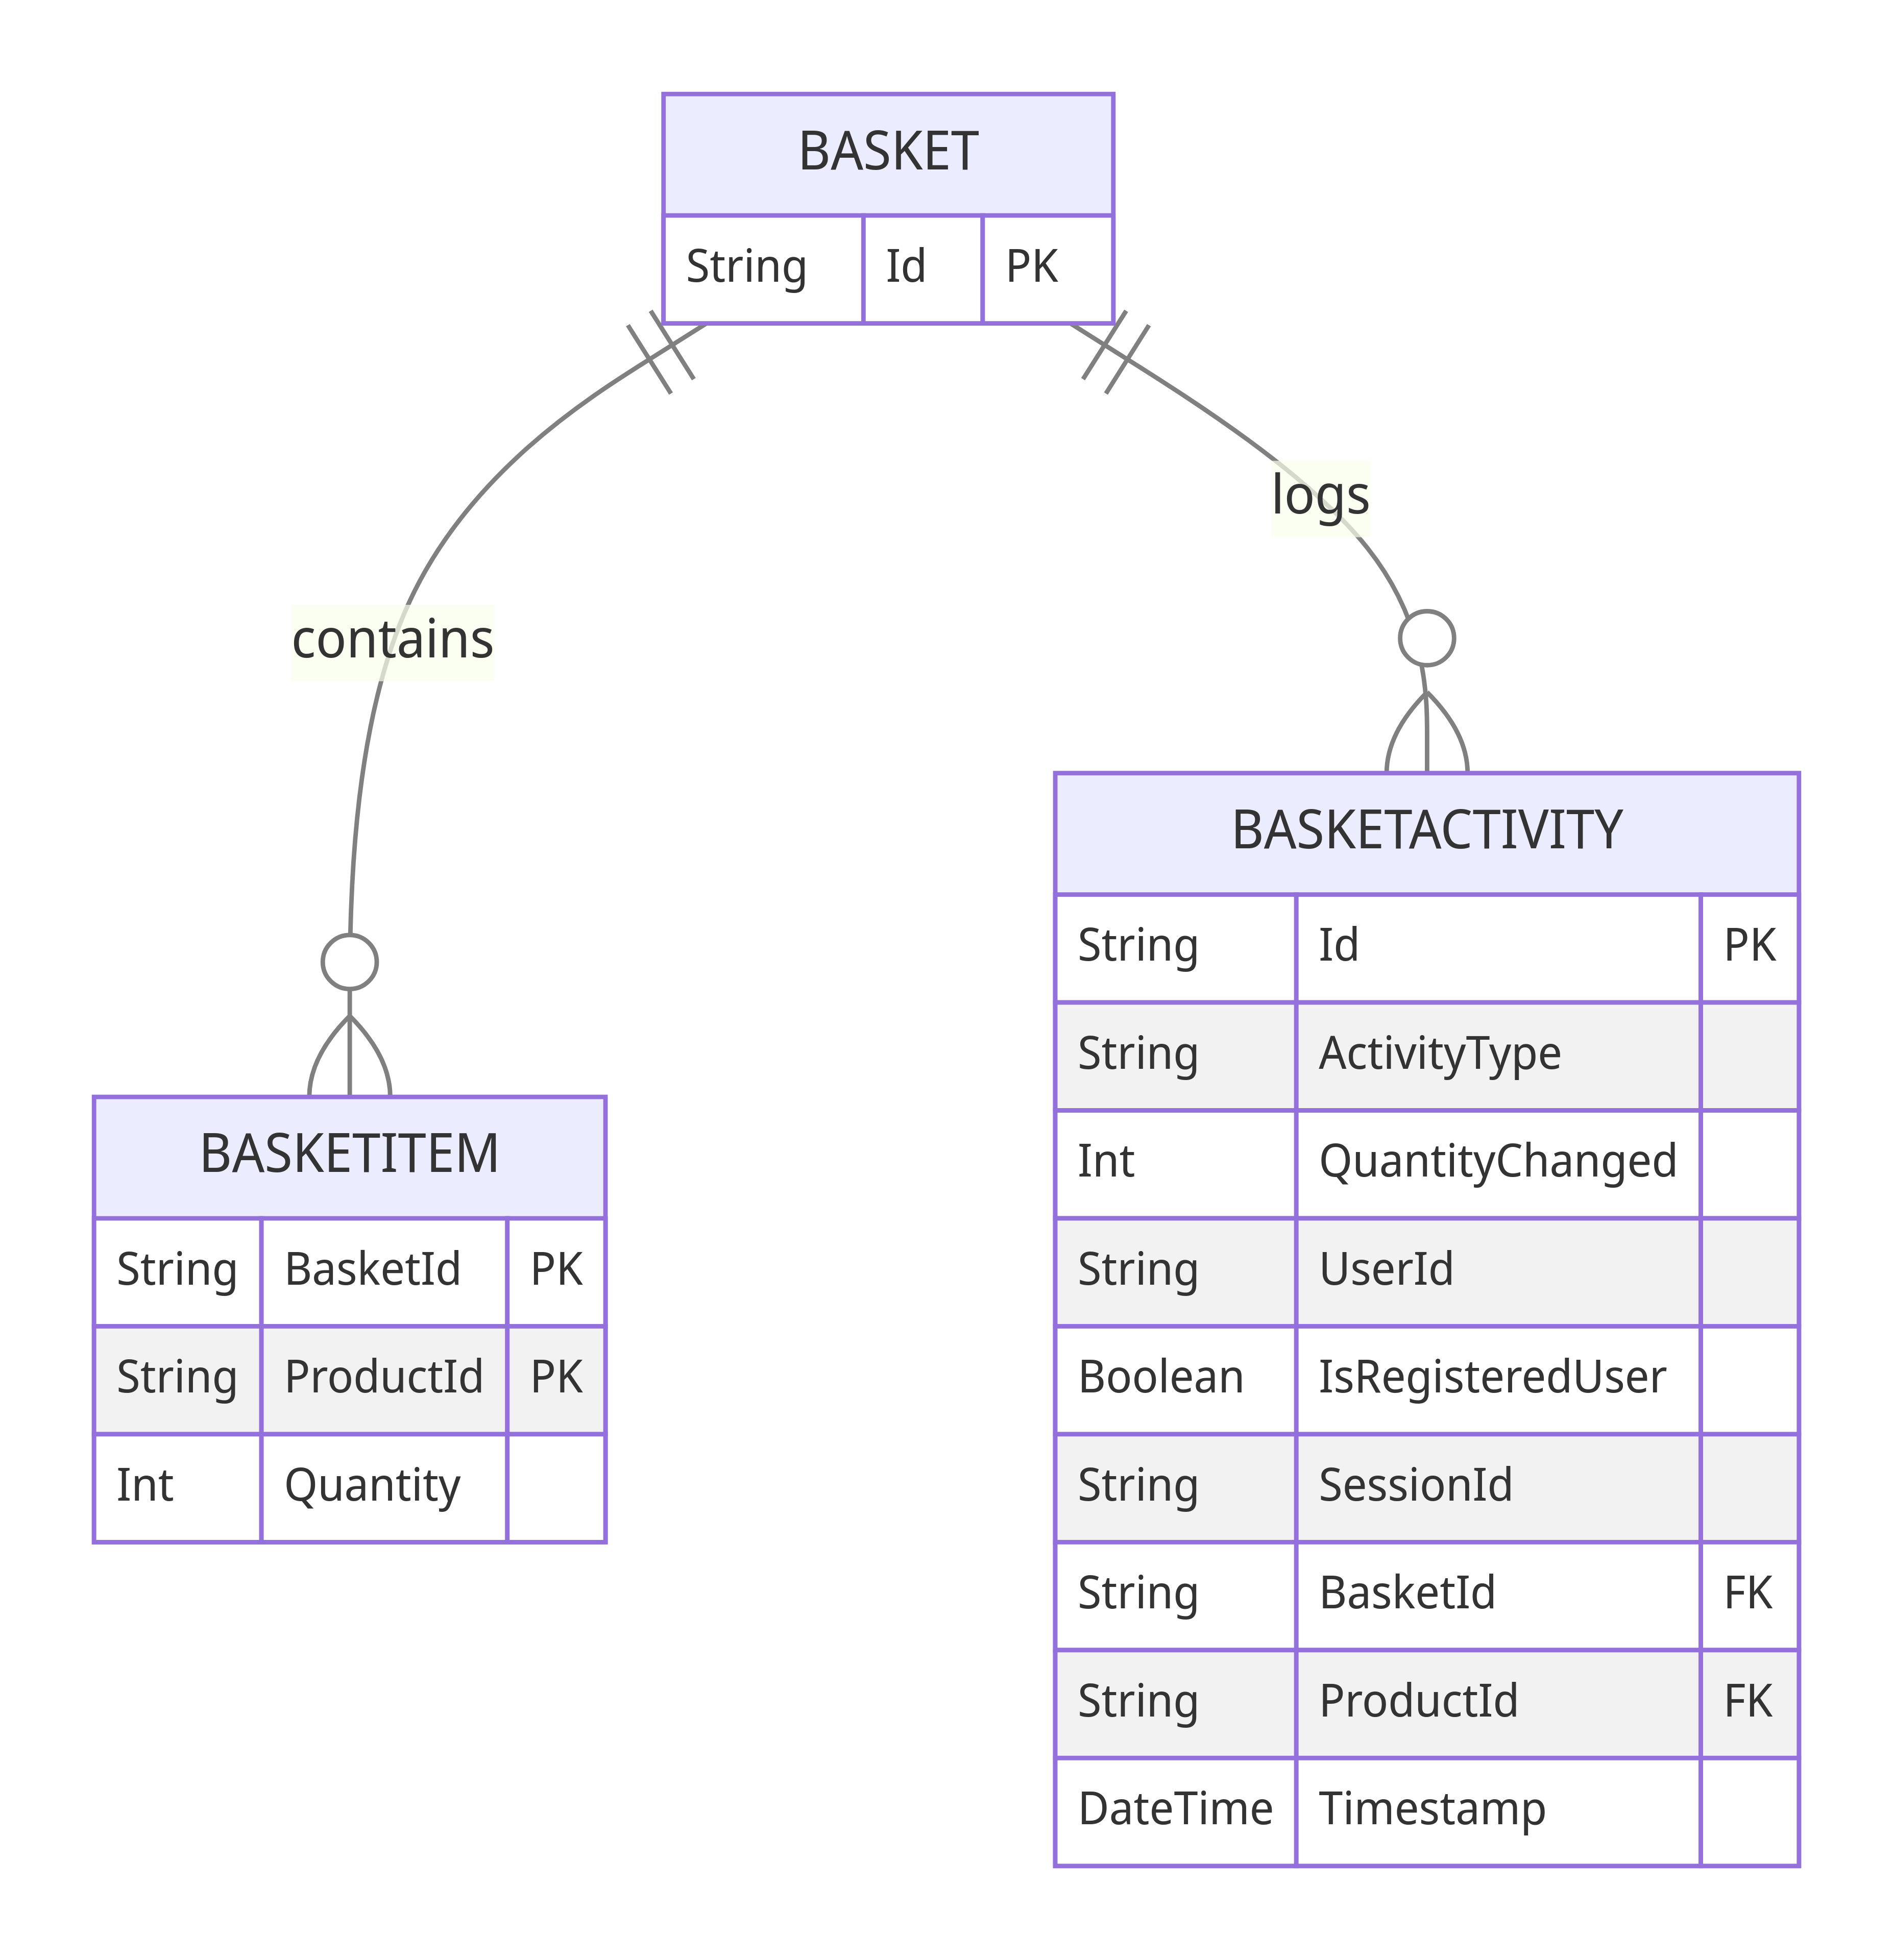 BASKET
String Id PK
logs
contains
BASKETACTIVITY
String Id PK
String ActivityType
Int QuantityChanged
String UserId
Boolean IsRegisteredUser
String SessionId
String BasketId FK
String ProductId FK
DateTime Timestamp
BASKETITEM
String BasketId PK
String ProductId PK
Int Quantity